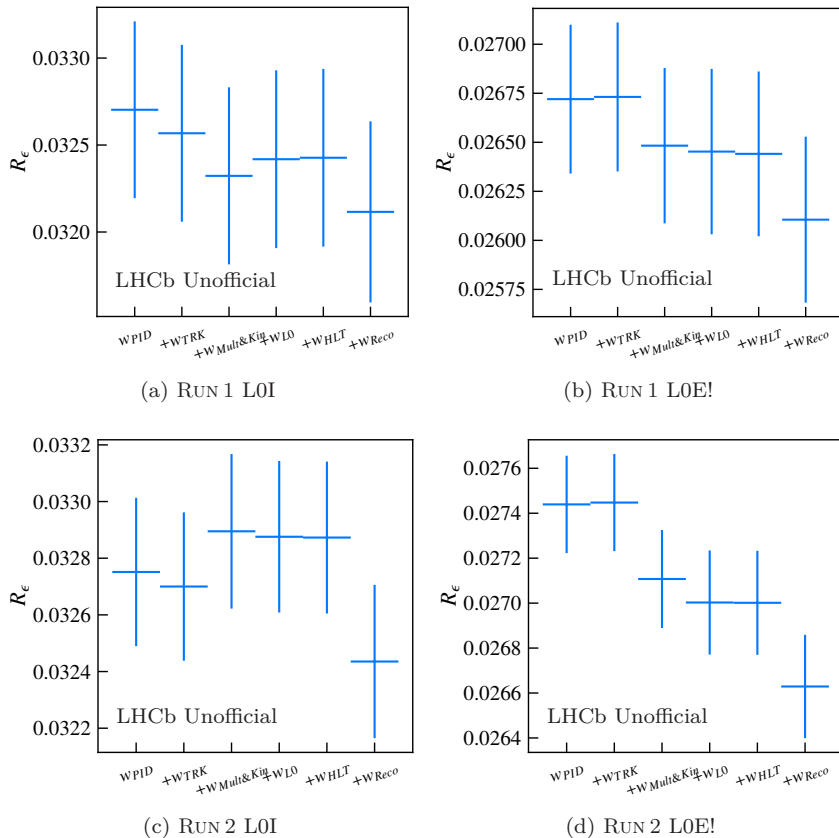 0.0330
0.0325
0.0320
R_ϵ
LHCb Unofficial
w_PID +w_TRK +w_Mult&Kin +w_L0 +w_HLT +w_Reco
(a) RUN 1 L0I
0.02700
0.02675
0.02650
0.02625
0.02600
0.02575
R_ϵ
LHCb Unofficial
w_PID +w_TRK +w_Mult&Kin +w_L0 +w_HLT +w_Reco
(b) RUN 1 L0E!
0.0332
0.0330
0.0328
0.0326
0.0324
0.0322
R_ϵ
LHCb Unofficial
w_PID +w_TRK +w_Mult&Kin +w_L0 +w_HLT +w_Reco
(c) RUN 2 L0I
0.0276
0.0274
0.0272
0.0270
0.0268
0.0266
0.0264
R_ϵ
LHCb Unofficial
w_PID +w_TRK +w_Mult&Kin +w_L0 +w_HLT +w_Reco
(d) RUN 2 L0E!